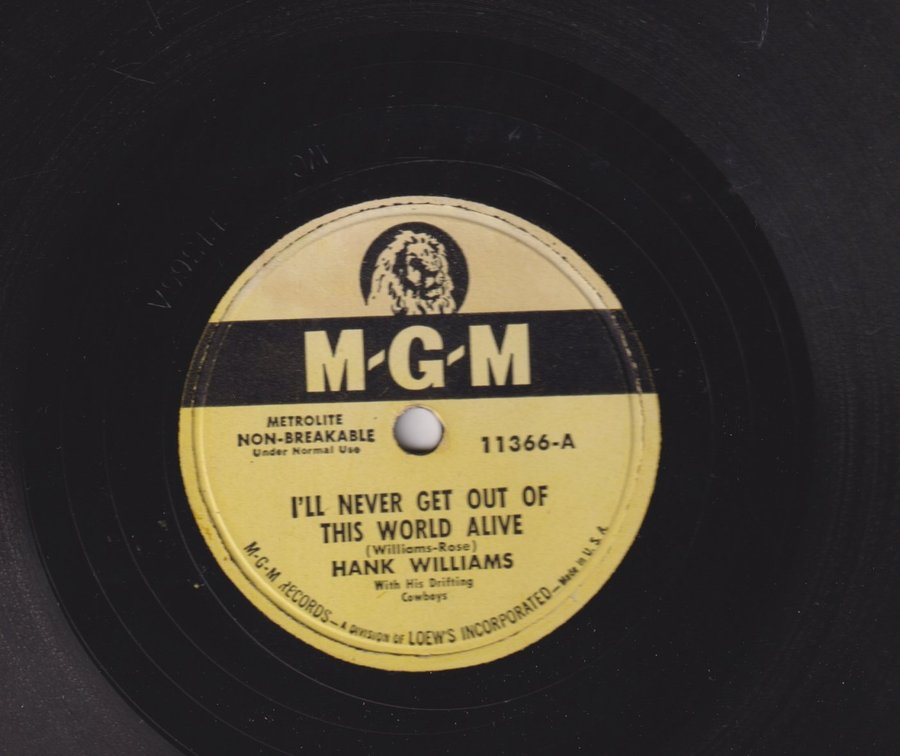 M-G-M
METROLITE
NON-BREAKABLE
Under Normal Use
11366-A
I'LL NEVER GET OUT OF
THIS WORLD ALIVE
(Williams-Rose)
HANK WILLIAMS
With His Drifting
Cowboys
M-G-M RECORDS—A DIVISION OF LOEW'S INCORPORATED—Made in U. S. A.